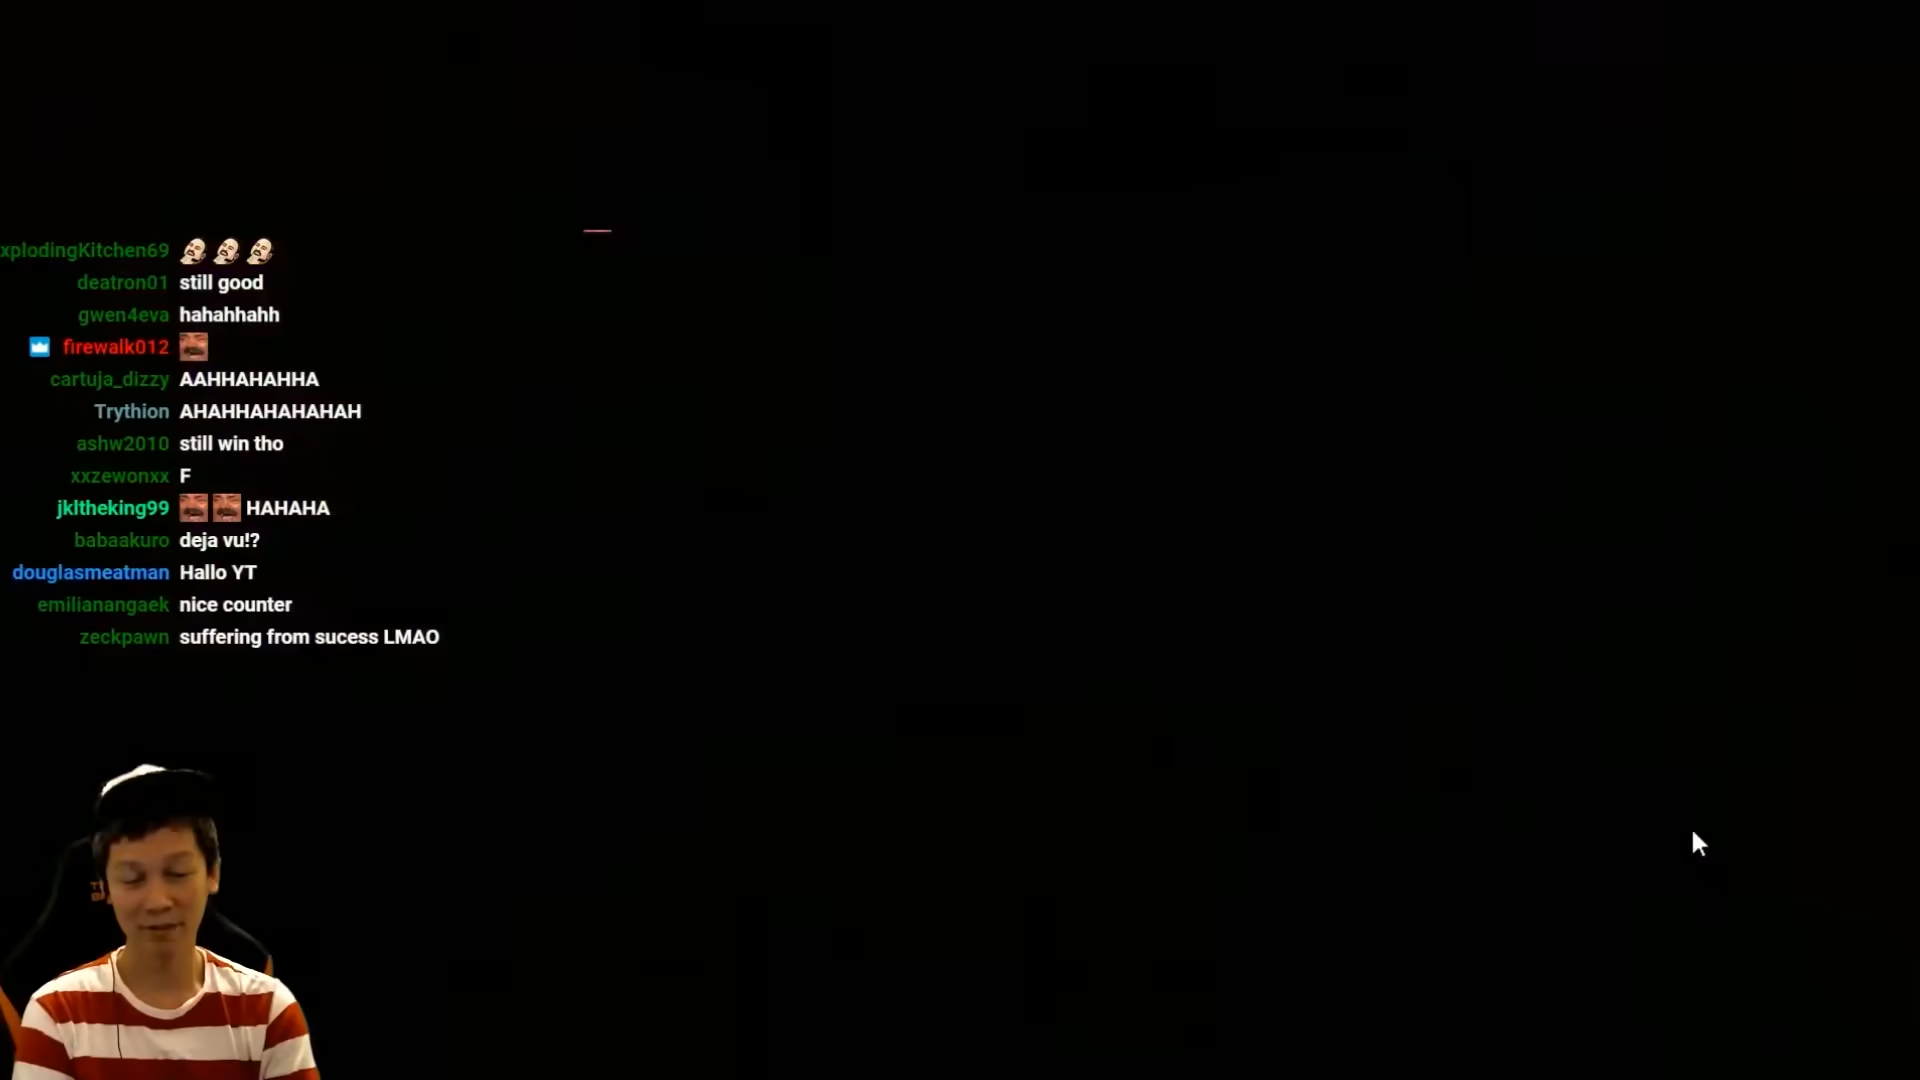 xplodingKitchen69
deatron01 still good
gwen4eva hahahhahh
firewalk012
cartuja_dizzy AAHHAHAHHA
Trythion AHAHHAHAHAHAH
ashw2010 still win tho
xxzewonxx F
jkltheking99 HAHAHA
babaakuro deja vu!?
douglasmeatman Hallo YT
emilianangaek nice counter
zeckpawn suffering from sucess LMAO